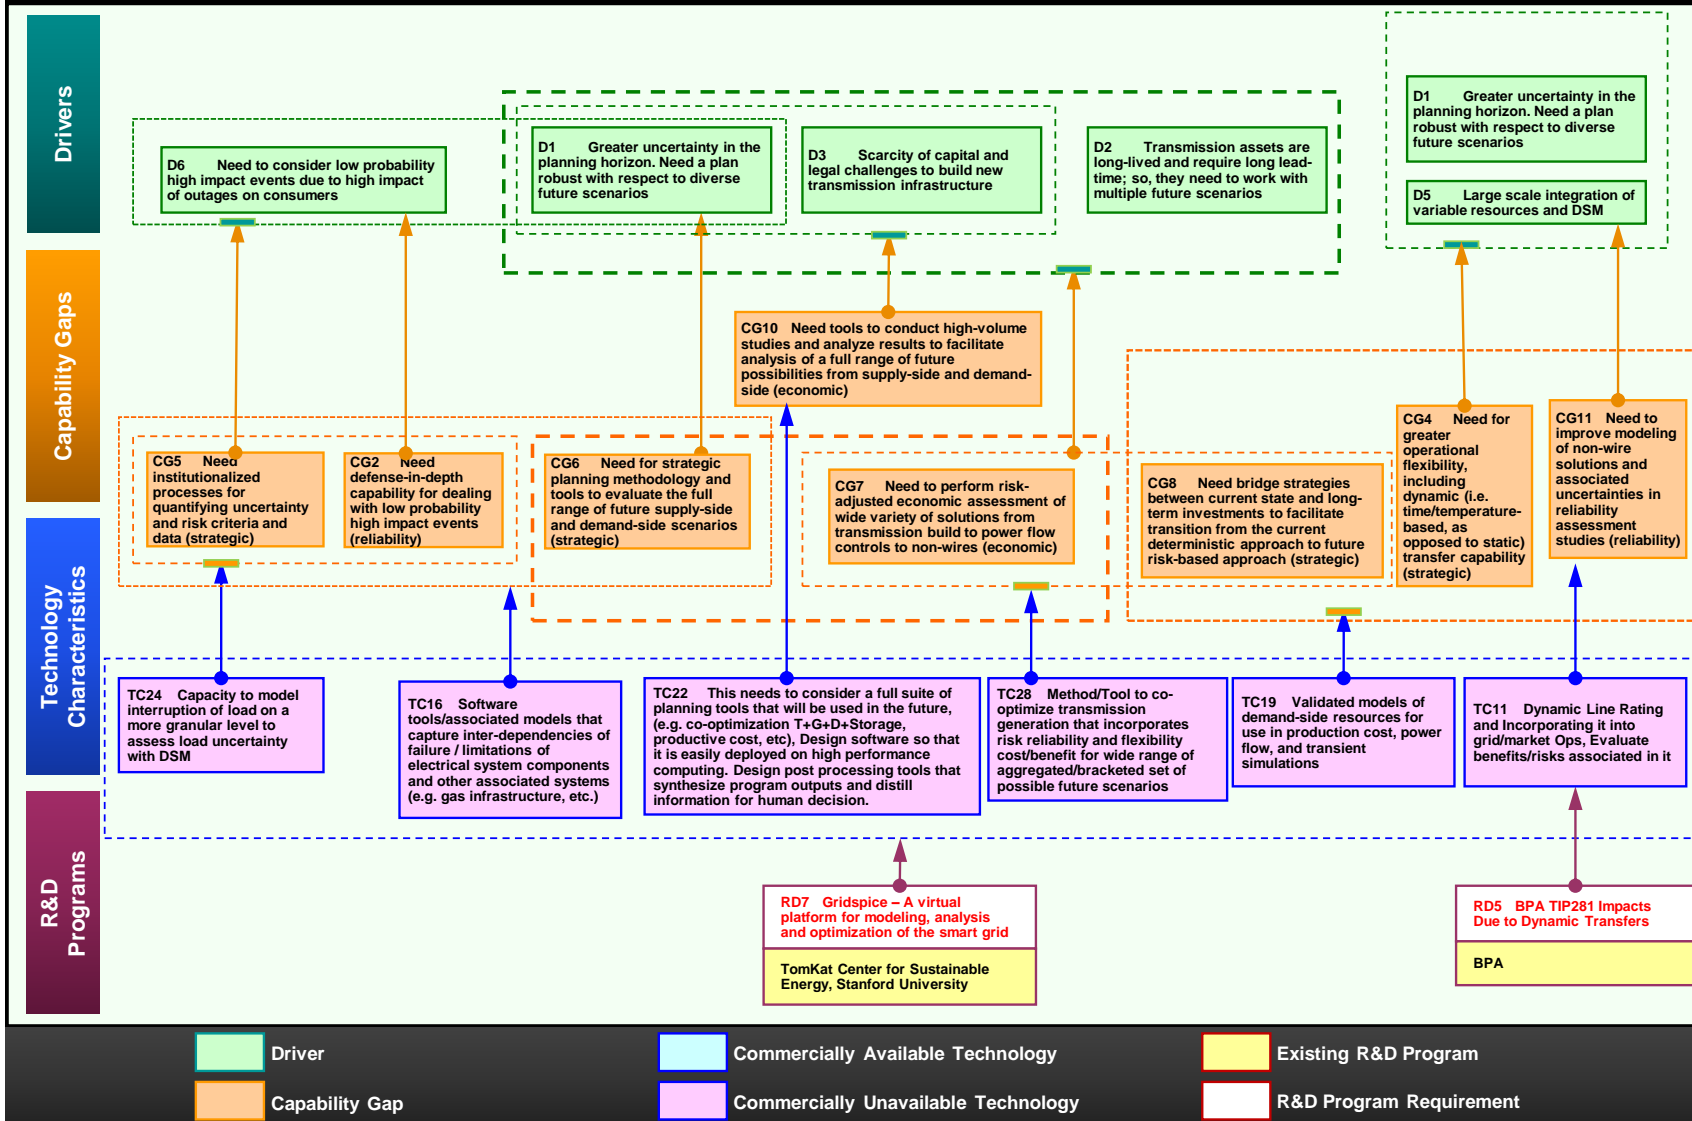 Drivers
D1 Greater uncertainty in the
planning horizon. Need a plan
robust with respect to diverse
future scenarios
D5 Large scale integration of
variable resources and DSM
D6 Need to consider low probability
high impact events due to high impact
of outages on consumers
D1 Greater uncertainty in the
planning horizon. Need a plan
robust with respect to diverse
future scenarios
D3 Scarcity of capital and
legal challenges to build new
transmission infrastructure
D2 Transmission assets are
long-lived and require long lead-
time; so, they need to work with
multiple future scenarios
Capability Gaps
CG10 Need tools to conduct high-volume
studies and analyze results to facilitate
analysis of a full range of future
possibilities from supply-side and demand-
side (economic)
CG5 Need
institutionalized
processes for
quantifying uncertainty
and risk criteria and
data (strategic)
CG2 Need
defense-in-depth
capability for dealing
with low probability
high impact events
(reliability)
CG6 Need for strategic
planning methodology and
tools to evaluate the full
range of future supply-side
and demand-side scenarios
(strategic)
CG7 Need to perform risk-
adjusted economic assessment of
wide variety of solutions from
transmission build to power flow
controls to non-wires (economic)
CG8 Need bridge strategies
between current state and long-
term investments to facilitate
transition from the current
deterministic approach to future
risk-based approach (strategic)
CG4 Need for
greater
operational
flexibility,
including
dynamic (i.e.
time/temperature-
based, as
opposed to static)
transfer capability
(strategic)
CG11 Need to
improve modeling
of non-wire
solutions and
associated
uncertainties in
reliability
assessment
studies (reliability)
Technology
Characteristics
TC24 Capacity to model
interruption of load on a
more granular level to
assess load uncertainty
with DSM
TC16 Software
tools/associated models that
capture inter-dependencies of
failure / limitations of
electrical system components
and other associated systems
(e.g. gas infrastructure, etc.)
TC22 This needs to consider a full suite of
planning tools that will be used in the future,
(e.g. co-optimization T+G+D+Storage,
productive cost, etc), Design software so that
it is easily deployed on high performance
computing. Design post processing tools that
synthesize program outputs and distill
information for human decision.
TC28 Method/Tool to co-
optimize transmission
generation that incorporates
risk reliability and flexibility
cost/benefit for wide range of
aggregated/bracketed set of
possible future scenarios
TC19 Validated models of
demand-side resources for
use in production cost, power
flow, and transient
simulations
TC11 Dynamic Line Rating
and Incorporating it into
grid/market Ops, Evaluate
benefits/risks associated in it
R&D
Programs
RD7 Gridspice – A virtual
platform for modeling, analysis
and optimization of the smart grid
TomKat Center for Sustainable
Energy, Stanford University
RD5 BPA TIP281 Impacts
Due to Dynamic Transfers
BPA
Driver
Commercially Available Technology
Existing R&D Program
Capability Gap
Commercially Unavailable Technology
R&D Program Requirement